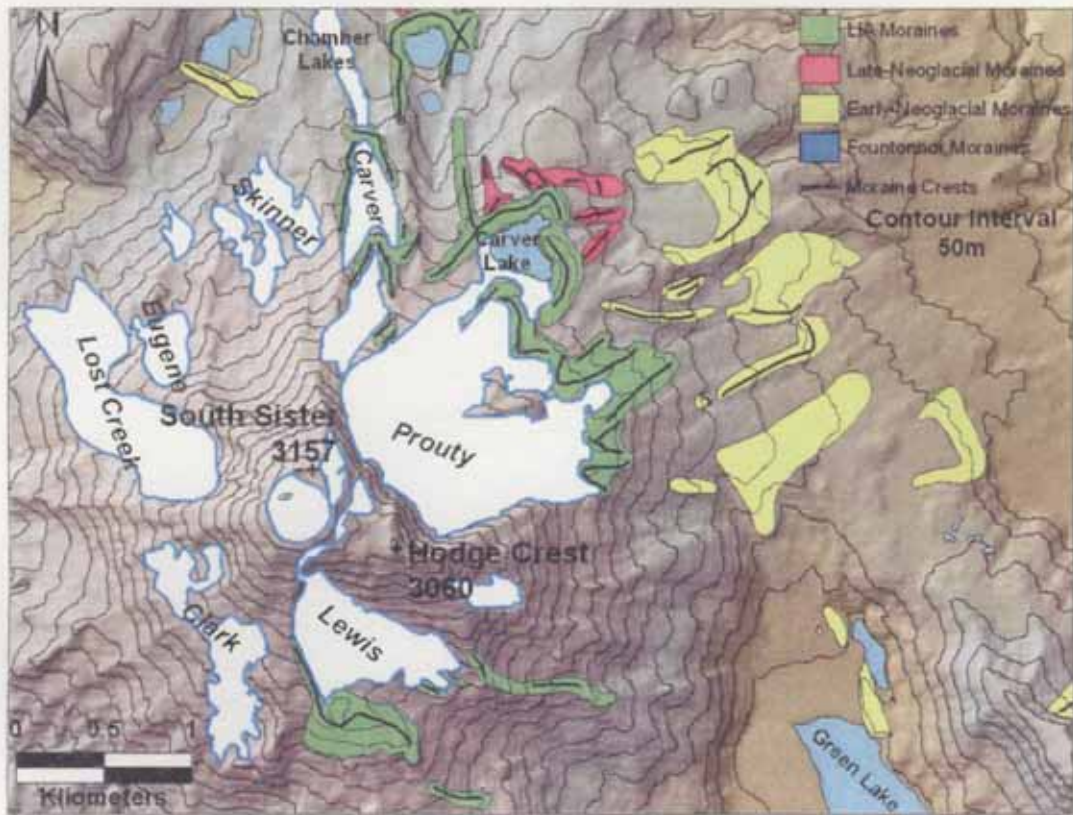 N
Chamber
Lakes
LIA Moraines
Late-Neoglacial Moraines
Early-Neoglacial Moraines
Moraines
Moraine Crests
Contour Interval
50m
Carver
Skinner
Carver
Lake
Eugene
Lost Creek
South Sister
3157
Prouty
Hodge Crest
3060
Clark
Lewis
0 0.5 1
Kilometers
Green Lake